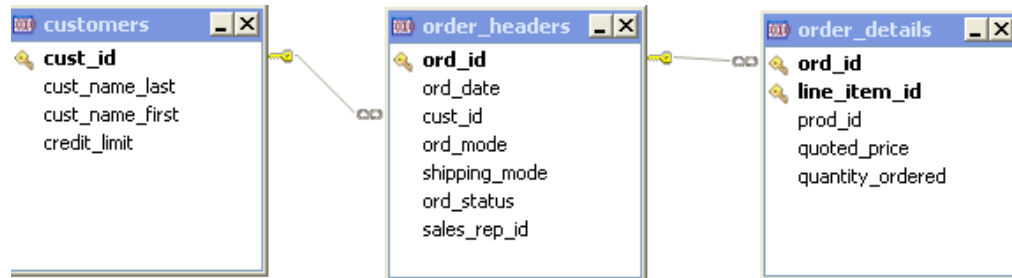 customers
cust_id
cust_name_last
cust_name_first
credit_limit
order_headers
ord_id
ord_date
cust_id
ord_mode
shipping_mode
ord_status
sales_rep_id
order_details
ord_id
line_item_id
prod_id
quoted_price
quantity_ordered